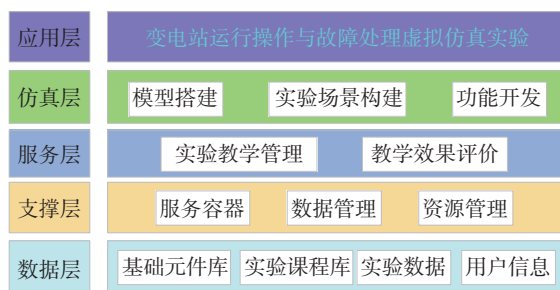 应用层 变电站运行操作与故障处理虚拟仿真实验
仿真层 模型搭建 实验场景构建 功能开发
服务层 实验教学管理 教学效果评价
支撑层 服务容器 数据管理 资源管理
数据层 基础元件库 实验课程库 实验数据 用户信息